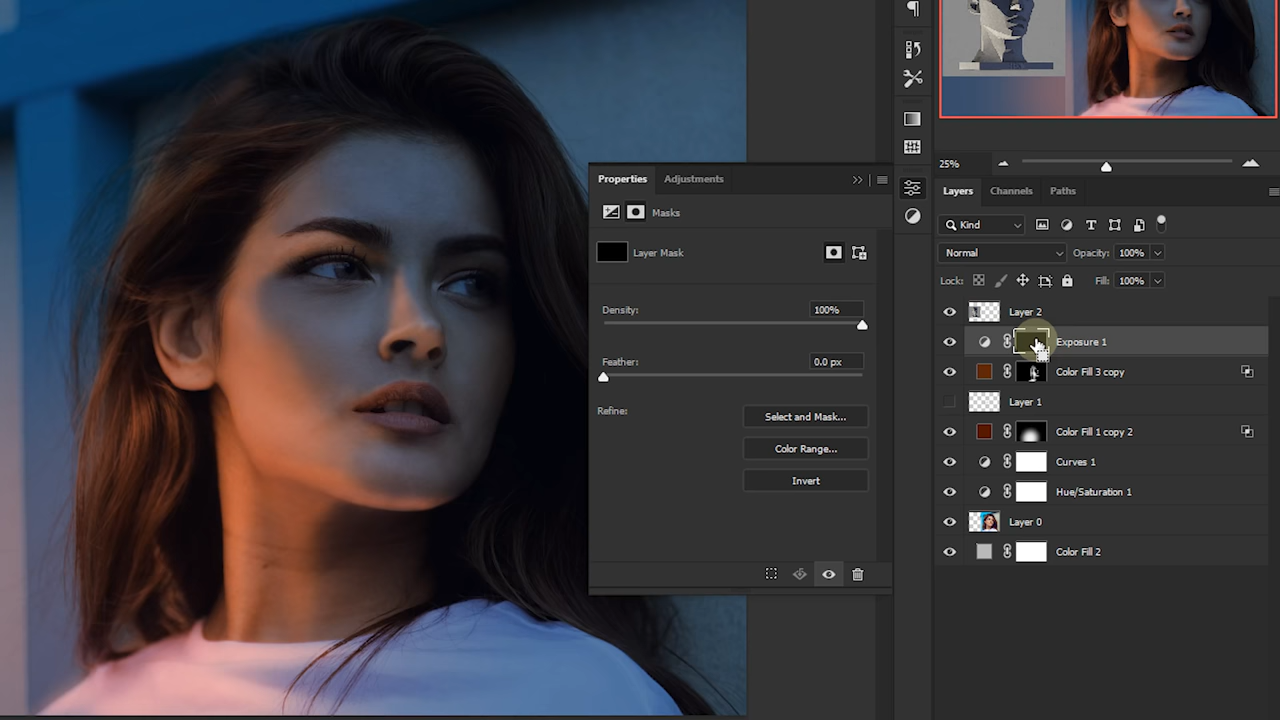 Properties Adjustments
Masks
Layer Mask
Density: 100%
Feather: 0.0 px
Refine:
Select and Mask...
Color Range...
Invert
25%
Layers Channels Paths
Kind
Normal Opacity: 100%
Lock: Fill: 100%
Layer 2
Exposure 1
Color Fill 3 copy
Layer 1
Color Fill 1 copy 2
Curves 1
Hue/Saturation 1
Layer 0
Color Fill 2